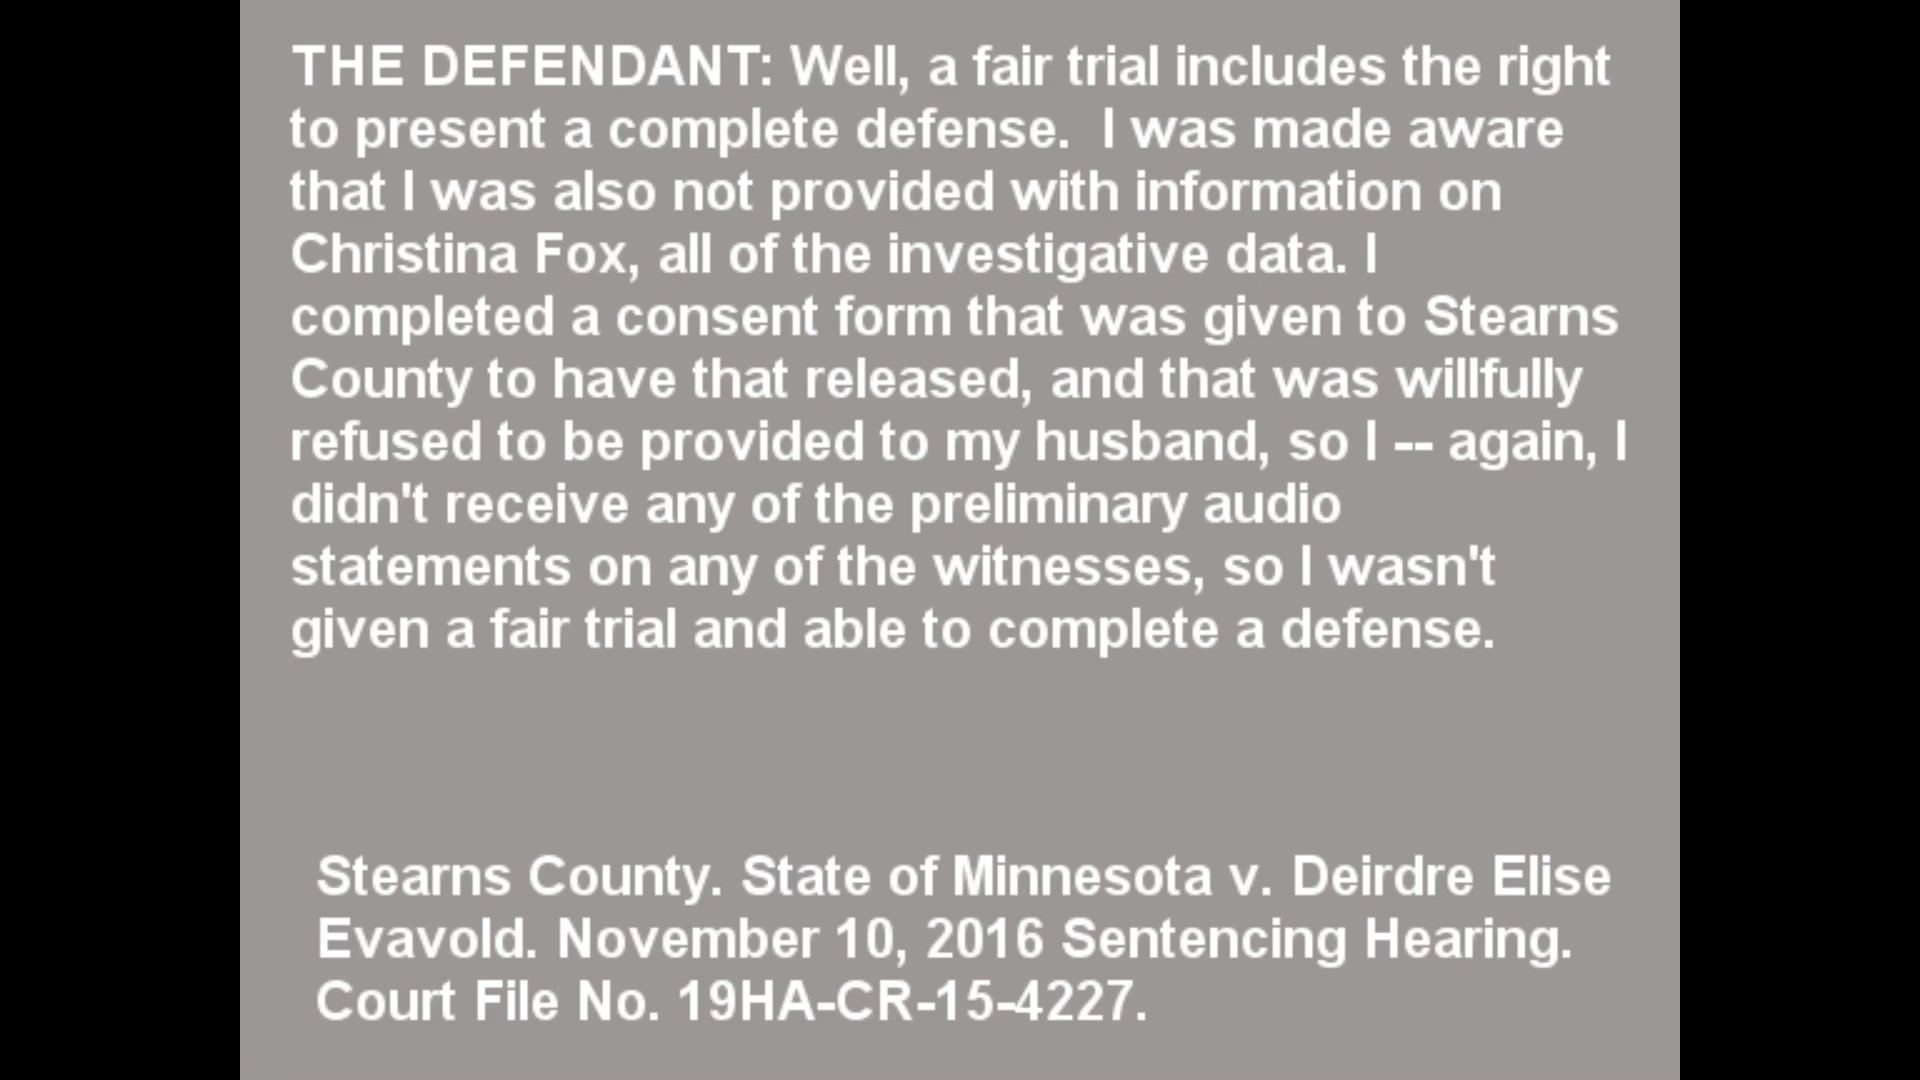 THE DEFENDANT: Well, a fair trial includes the right
to present a complete defense.  I was made aware
that I was also not provided with information on
Christina Fox, all of the investigative data. I
completed a consent form that was given to Stearns
County to have that released, and that was willfully
refused to be provided to my husband, so I -- again, I
didn't receive any of the preliminary audio
statements on any of the witnesses, so I wasn't
given a fair trial and able to complete a defense.
Stearns County. State of Minnesota v. Deirdre Elise
Evavold. November 10, 2016 Sentencing Hearing.
Court File No. 19HA-CR-15-4227.